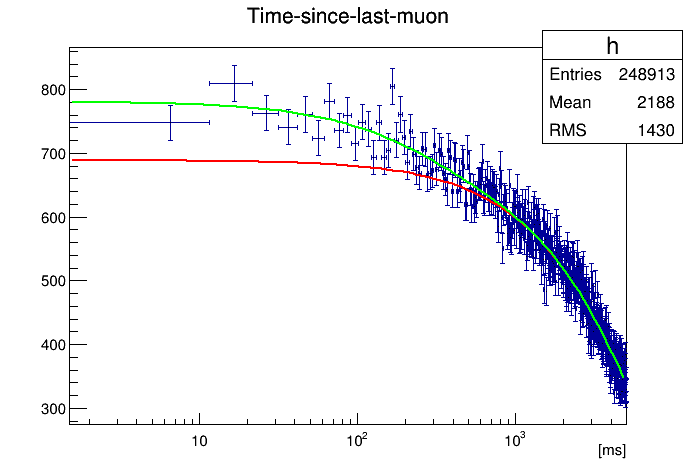 Time-since-last-muon
h
Entries 248913
Mean 2188
RMS 1430
800
700
600
500
400
300
10
10²
10³
[ms]